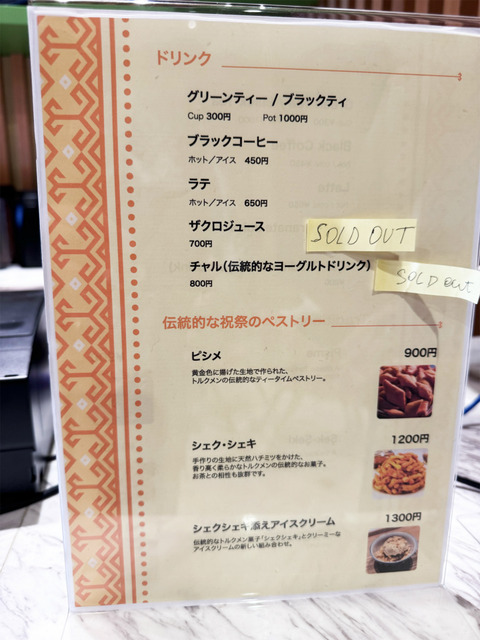 ドリンク
グリーンティー / ブラックティ
Cup 300円 Pot 1000円
ブラックコーヒー
ホット／アイス 450円
ラテ
ホット／アイス 650円
ザクロジュース
SOLD OUT
700円
チャル（伝統的なヨーグルトドリンク）
SOLD OUT
800円
伝統的な祝祭のペストリー
ピシメ 900円
黄金色に揚げた生地で作られた、
トルクメンの伝統的なティータイムペストリー。
シェク・シェキ 1200円
手作りの生地に天然ハチミツをかけた、
香り高く柔らかなトルクメンの伝統的なお菓子。
お茶との相性も抜群です。
シェクシェキ添えアイスクリーム 1300円
伝統的なトルクメン菓子「シェクシェキ」とクリーミーな
アイスクリームの新しい組み合わせ。